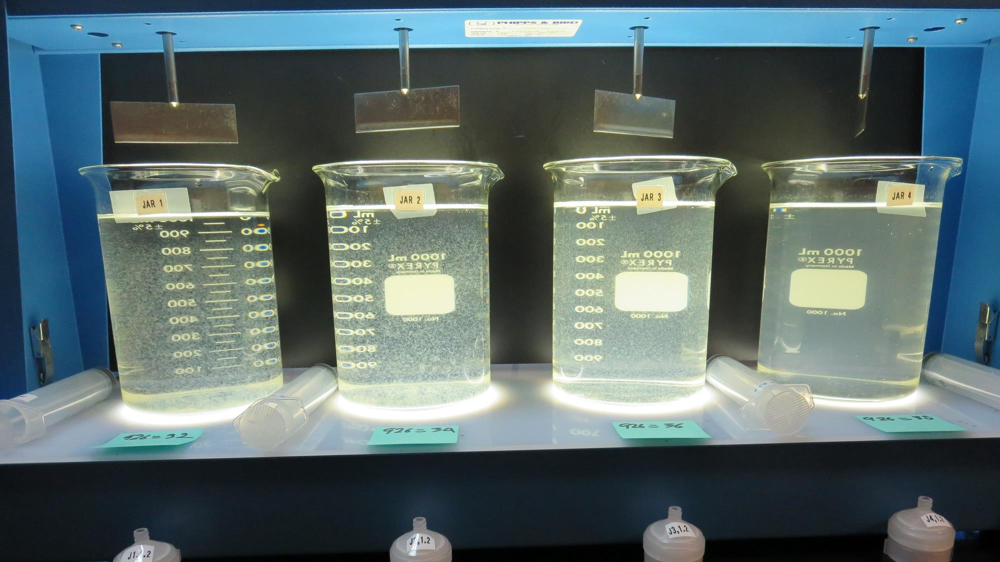 PHIPPS & BIRD
CATALOG #
SERIAL #
JAR 1
JAR 2
JAR 3
JAR 4
±5%
900
800
700
600
500
400
300
200
100
mL
±5%
100
200
300
400
500
600
700
800
900
1000 mL
PYREX®
Made in Germany
No. 1000
mL
±5%
100
200
300
400
500
600
700
800
900
1000 mL
PYREX®
Made in Germany
No. 1000
1000 mL
PYREX®
Made in Germany
No. 1000
926=32
926=34
926=36
926=38
J1,1.2
J2,1.2
J3,1.2
J4,1.2